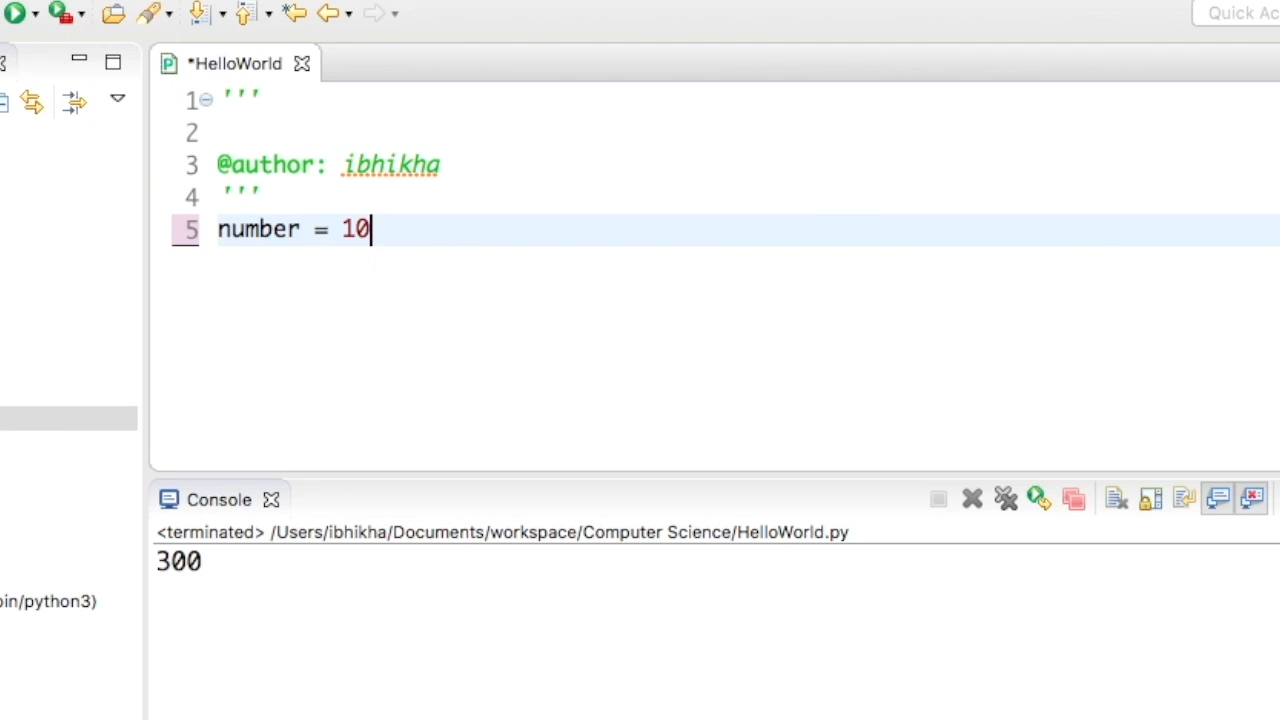 Quick Ac
*HelloWorld
1 '''
2
3 @author: ibhikha
4 '''
5 number = 10
Console
<terminated> /Users/ibhikha/Documents/workspace/Computer Science/HelloWorld.py
300
bin/python3)